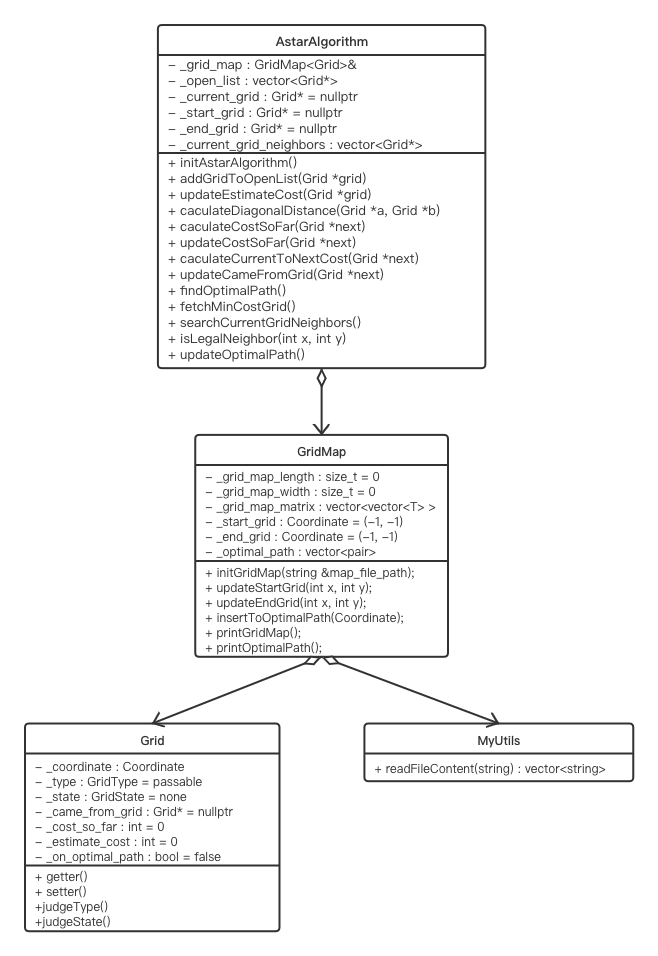 AstarAlgorithm
– _grid_map : GridMap<Grid>&
– _open_list : vector<Grid*>
– _current_grid : Grid* = nullptr
– _start_grid : Grid* = nullptr
– _end_grid : Grid* = nullptr
– _current_grid_neighbors : vector<Grid*>
+ initAstarAlgorithm()
+ addGridToOpenList(Grid *grid)
+ updateEstimateCost(Grid *grid)
+ caculateDiagonalDistance(Grid *a, Grid *b)
+ caculateCostSoFar(Grid *next)
+ updateCostSoFar(Grid *next)
+ caculateCurrentToNextCost(Grid *next)
+ updateCameFromGrid(Grid *next)
+ findOptimalPath()
+ fetchMinCostGrid()
+ searchCurrentGridNeighbors()
+ isLegalNeighbor(int x, int y)
+ updateOptimalPath()
GridMap
– _grid_map_length : size_t = 0
– _grid_map_width : size_t = 0
– _grid_map_matrix : vector<vector<T> >
– _start_grid : Coordinate = (–1, –1)
– _end_grid : Coordinate = (–1, –1)
– _optimal_path : vector<pair>
+ initGridMap(string &map_file_path);
+ updateStartGrid(int x, int y);
+ updateEndGrid(int x, int y);
+ insertToOptimalPath(Coordinate);
+ printGridMap();
+ printOptimalPath();
Grid
– _coordinate : Coordinate
– _type : GridType = passable
– _state : GridState = none
– _came_from_grid : Grid* = nullptr
– _cost_so_far : int = 0
– _estimate_cost : int = 0
– _on_optimal_path : bool = false
+ getter()
+ setter()
+judgeType()
+judgeState()
MyUtils
+ readFileContent(string) : vector<string>